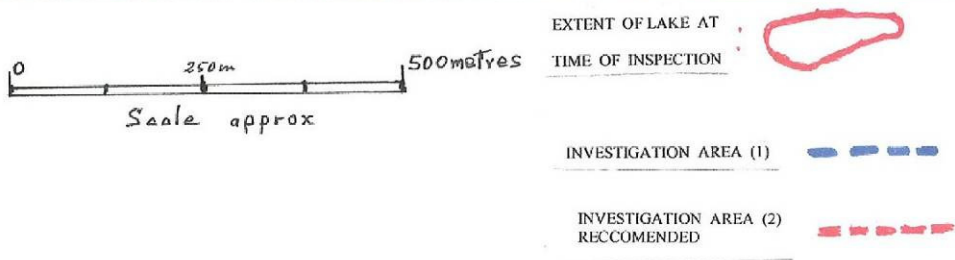 0 250m 500metres
Scale approx
EXTENT OF LAKE AT :
TIME OF INSPECTION
INVESTIGATION AREA (1)
INVESTIGATION AREA (2)
RECCOMENDED